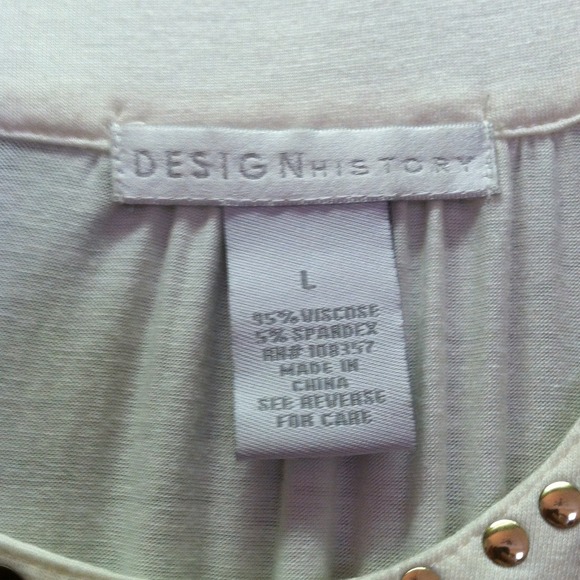 DESIGNHISTORY
L
95% VISCOSE
5% SPANDEX
RN# 108357
MADE IN
CHINA
SEE REVERSE
FOR CARE